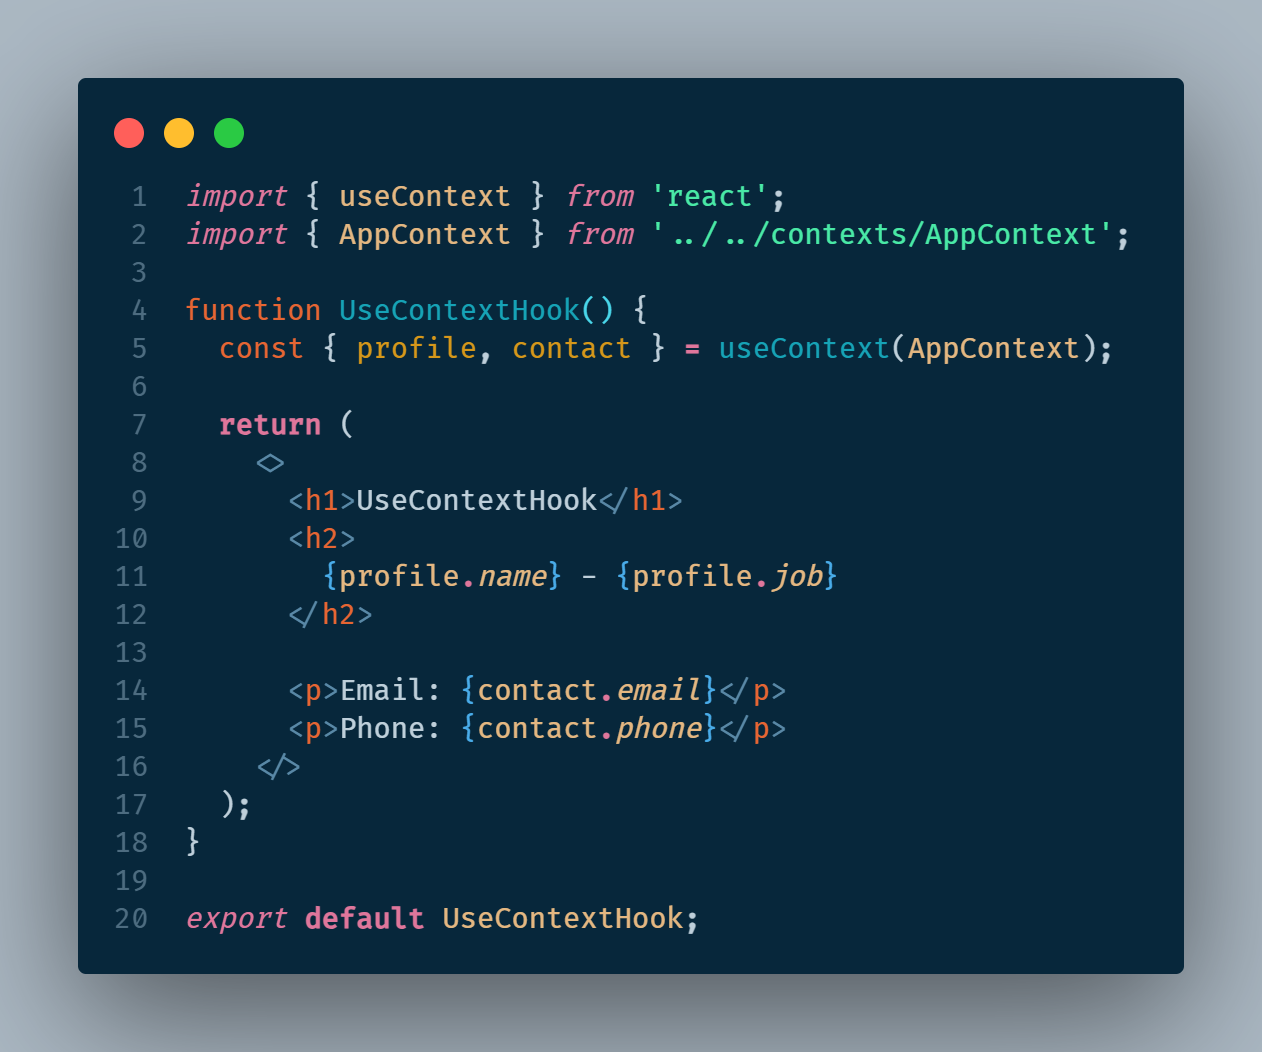 1 import { useContext } from 'react';
2 import { AppContext } from '../../contexts/AppContext';
3
4 function UseContextHook() {
5   const { profile, contact } = useContext(AppContext);
6
7   return (
8     <>
9       <h1>UseContextHook</h1>
10       <h2>
11         {profile.name} - {profile.job}
12       </h2>
13
14       <p>Email: {contact.email}</p>
15       <p>Phone: {contact.phone}</p>
16     </>
17   );
18 }
19
20 export default UseContextHook;